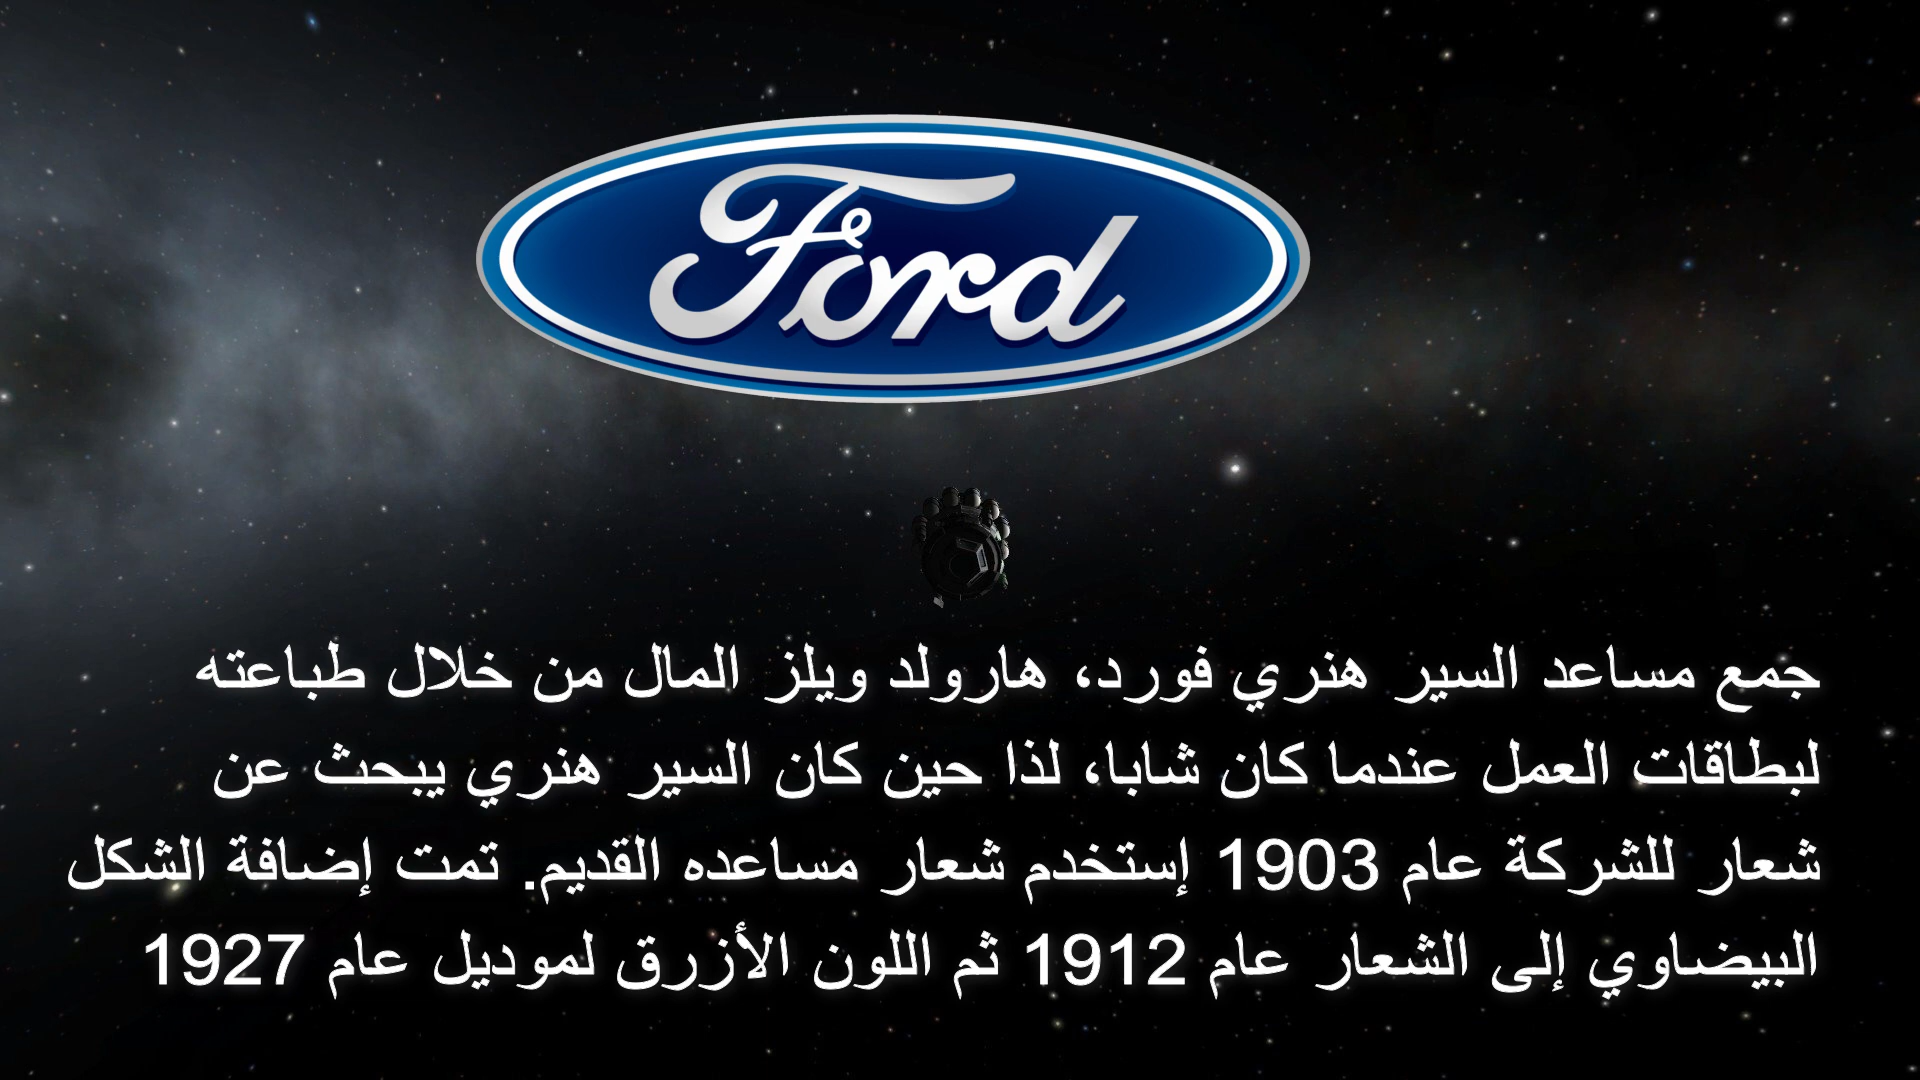 Ford
جمع مساعد السير هنري فورد، هارولد ويلز المال من خلال طباعته
لبطاقات العمل عندما كان شابا، لذا حين كان السير هنري يبحث عن
شعار للشركة عام 1903 إستخدم شعار مساعده القديم. تمت إضافة الشكل
البيضاوي إلى الشعار عام 1912 ثم اللون الأزرق لموديل عام 1927